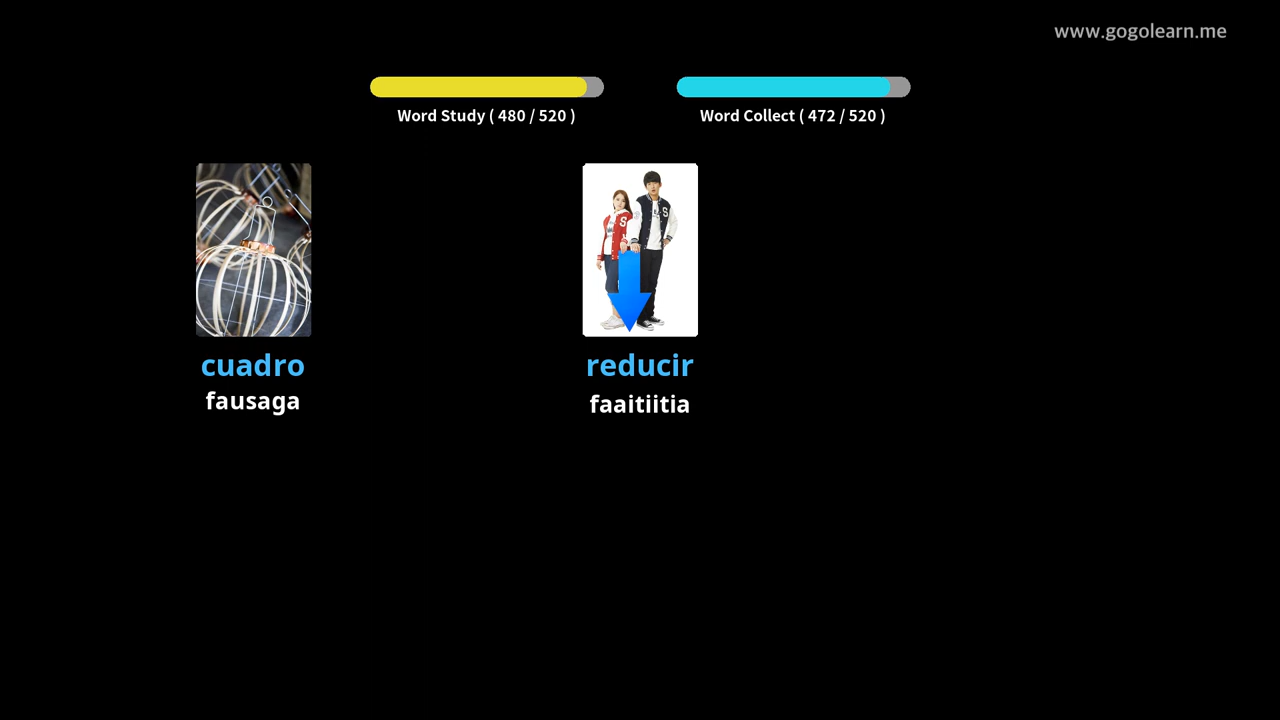 www.gogolearn.me
Word Study ( 480 / 520 )
Word Collect ( 472 / 520 )
S
S
cuadro
fausaga
reducir
faaitiitia